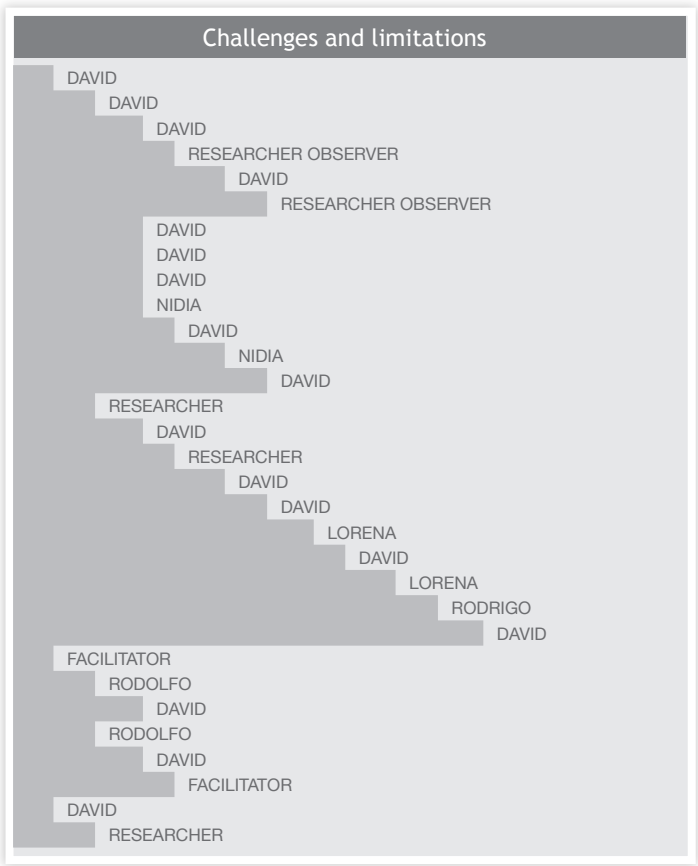 Challenges and limitations
DAVID
DAVID
DAVID
RESEARCHER OBSERVER
DAVID
RESEARCHER OBSERVER
DAVID
DAVID
DAVID
NIDIA
DAVID
NIDIA
DAVID
RESEARCHER
DAVID
RESEARCHER
DAVID
DAVID
LORENA
DAVID
LORENA
RODRIGO
DAVID
FACILITATOR
RODOLFO
DAVID
RODOLFO
DAVID
FACILITATOR
DAVID
RESEARCHER